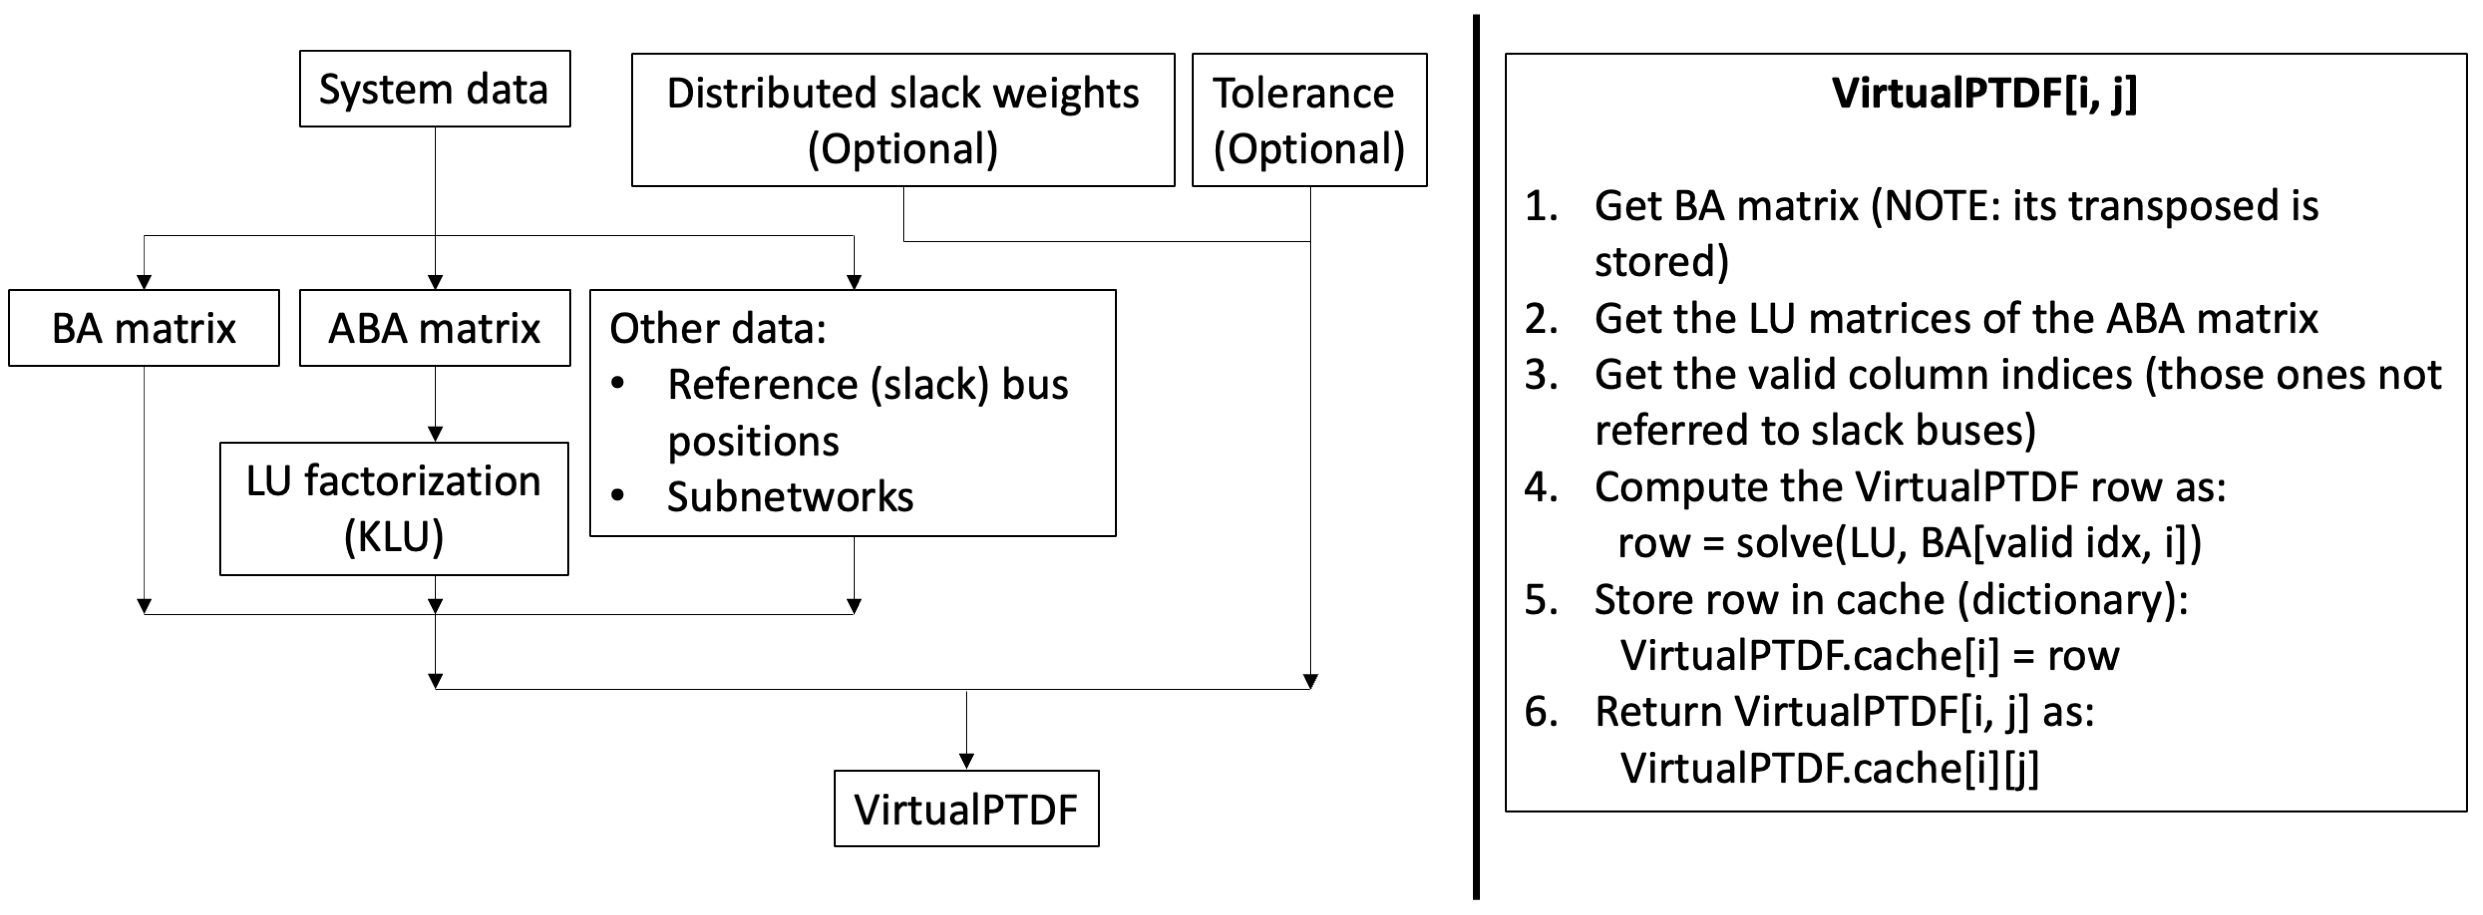 System data
Distributed slack weights
(Optional)
Tolerance
(Optional)
BA matrix
ABA matrix
Other data:
• Reference (slack) bus
positions
• Subnetworks
LU factorization
(KLU)
VirtualPTDF
VirtualPTDF[i, j]
1. Get BA matrix (NOTE: its transposed is
stored)
2. Get the LU matrices of the ABA matrix
3. Get the valid column indices (those ones not
referred to slack buses)
4. Compute the VirtualPTDF row as:
row = solve(LU, BA[valid idx, i])
5. Store row in cache (dictionary):
VirtualPTDF.cache[i] = row
6. Return VirtualPTDF[i, j] as:
VirtualPTDF.cache[i][j]